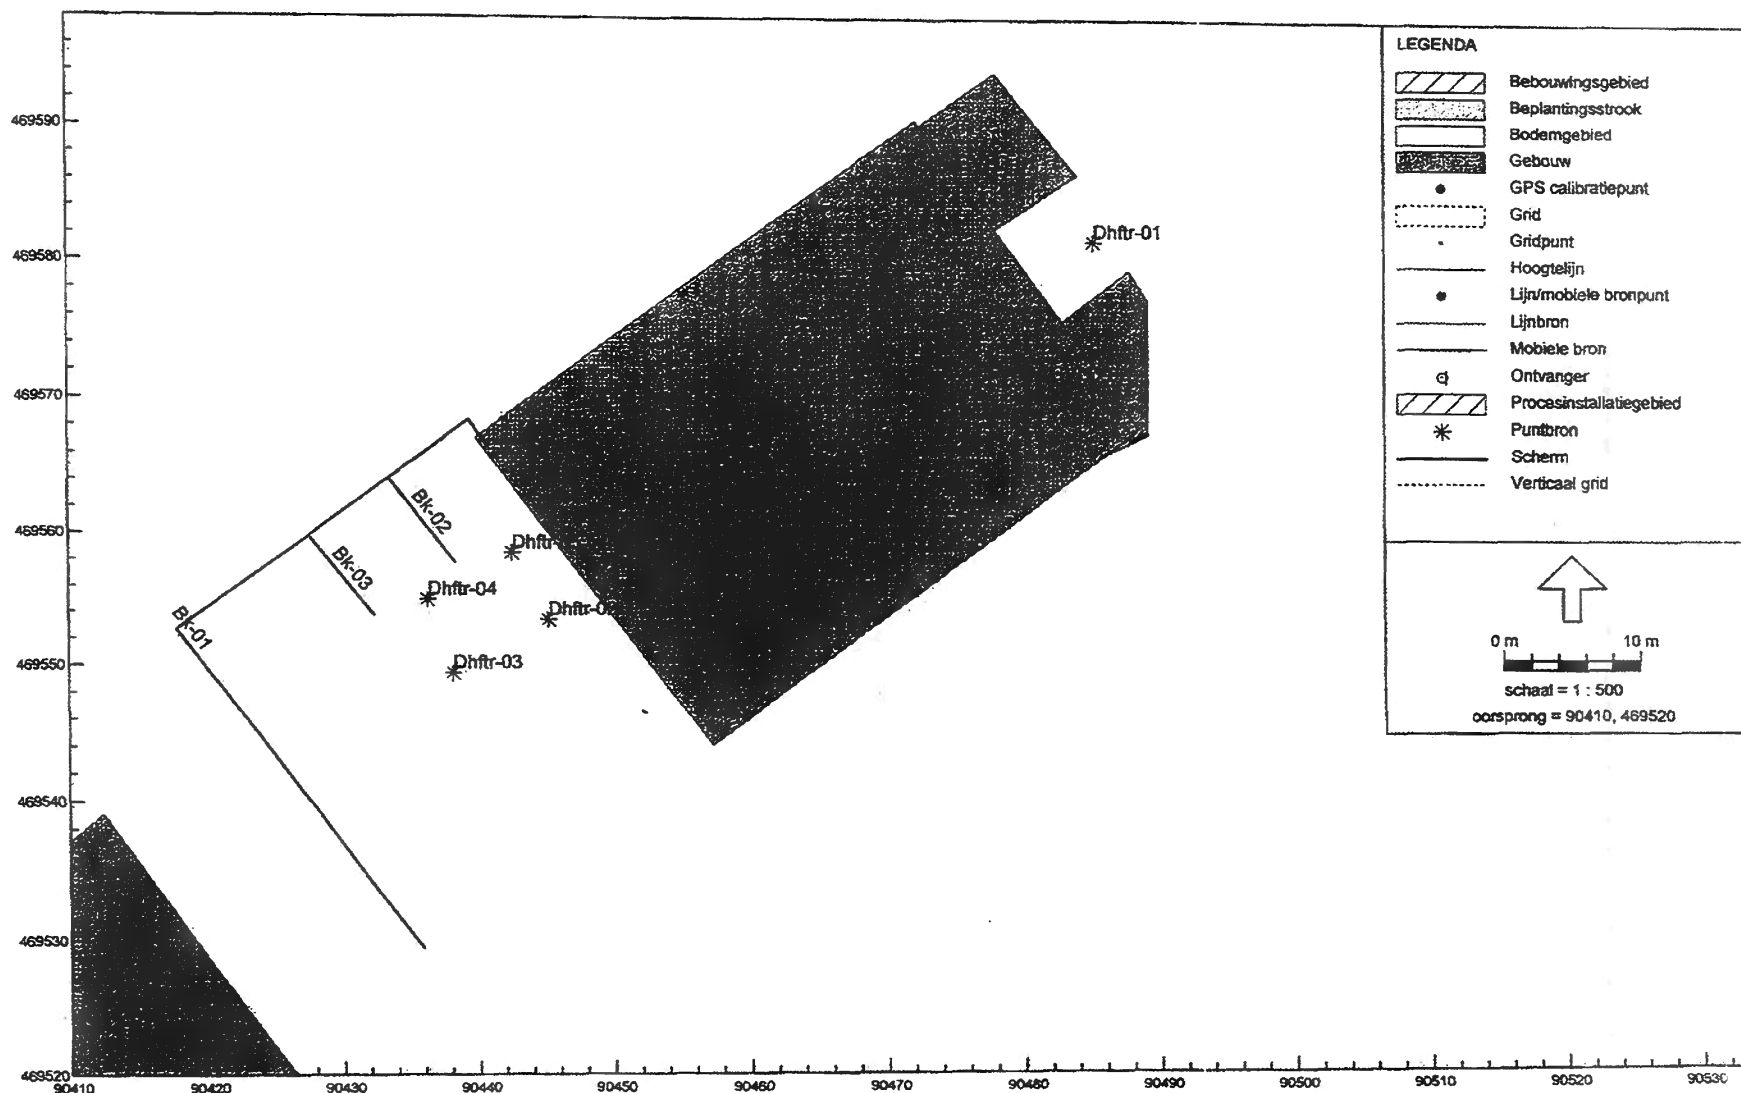 LEGENDA
Bebouwingsgebied
Beplantingsstrook
Bodemgebied
Gebouw
GPS calibratiepunt
Grid
Gridpunt
Hoogtelijn
Lijn/mobiele bronpunt
Lijnbron
Mobiele bron
Ontvanger
Procesinstallatiegebied
Puntbron
Scherm
Verticaal grid
0 m 10 m
schaal = 1 : 500
oorsprong = 90410, 469520
469590
469580
469570
469560
469550
469540
469530
469520
Dhftr-01
Bk-02
Dhftr-
Bk-03
Dhftr-04
Dhftr-02
Bk-01
Dhftr-03
90410 90420 90430 90440 90450 90460 90470 90480 90490 90500 90510 90520 90530